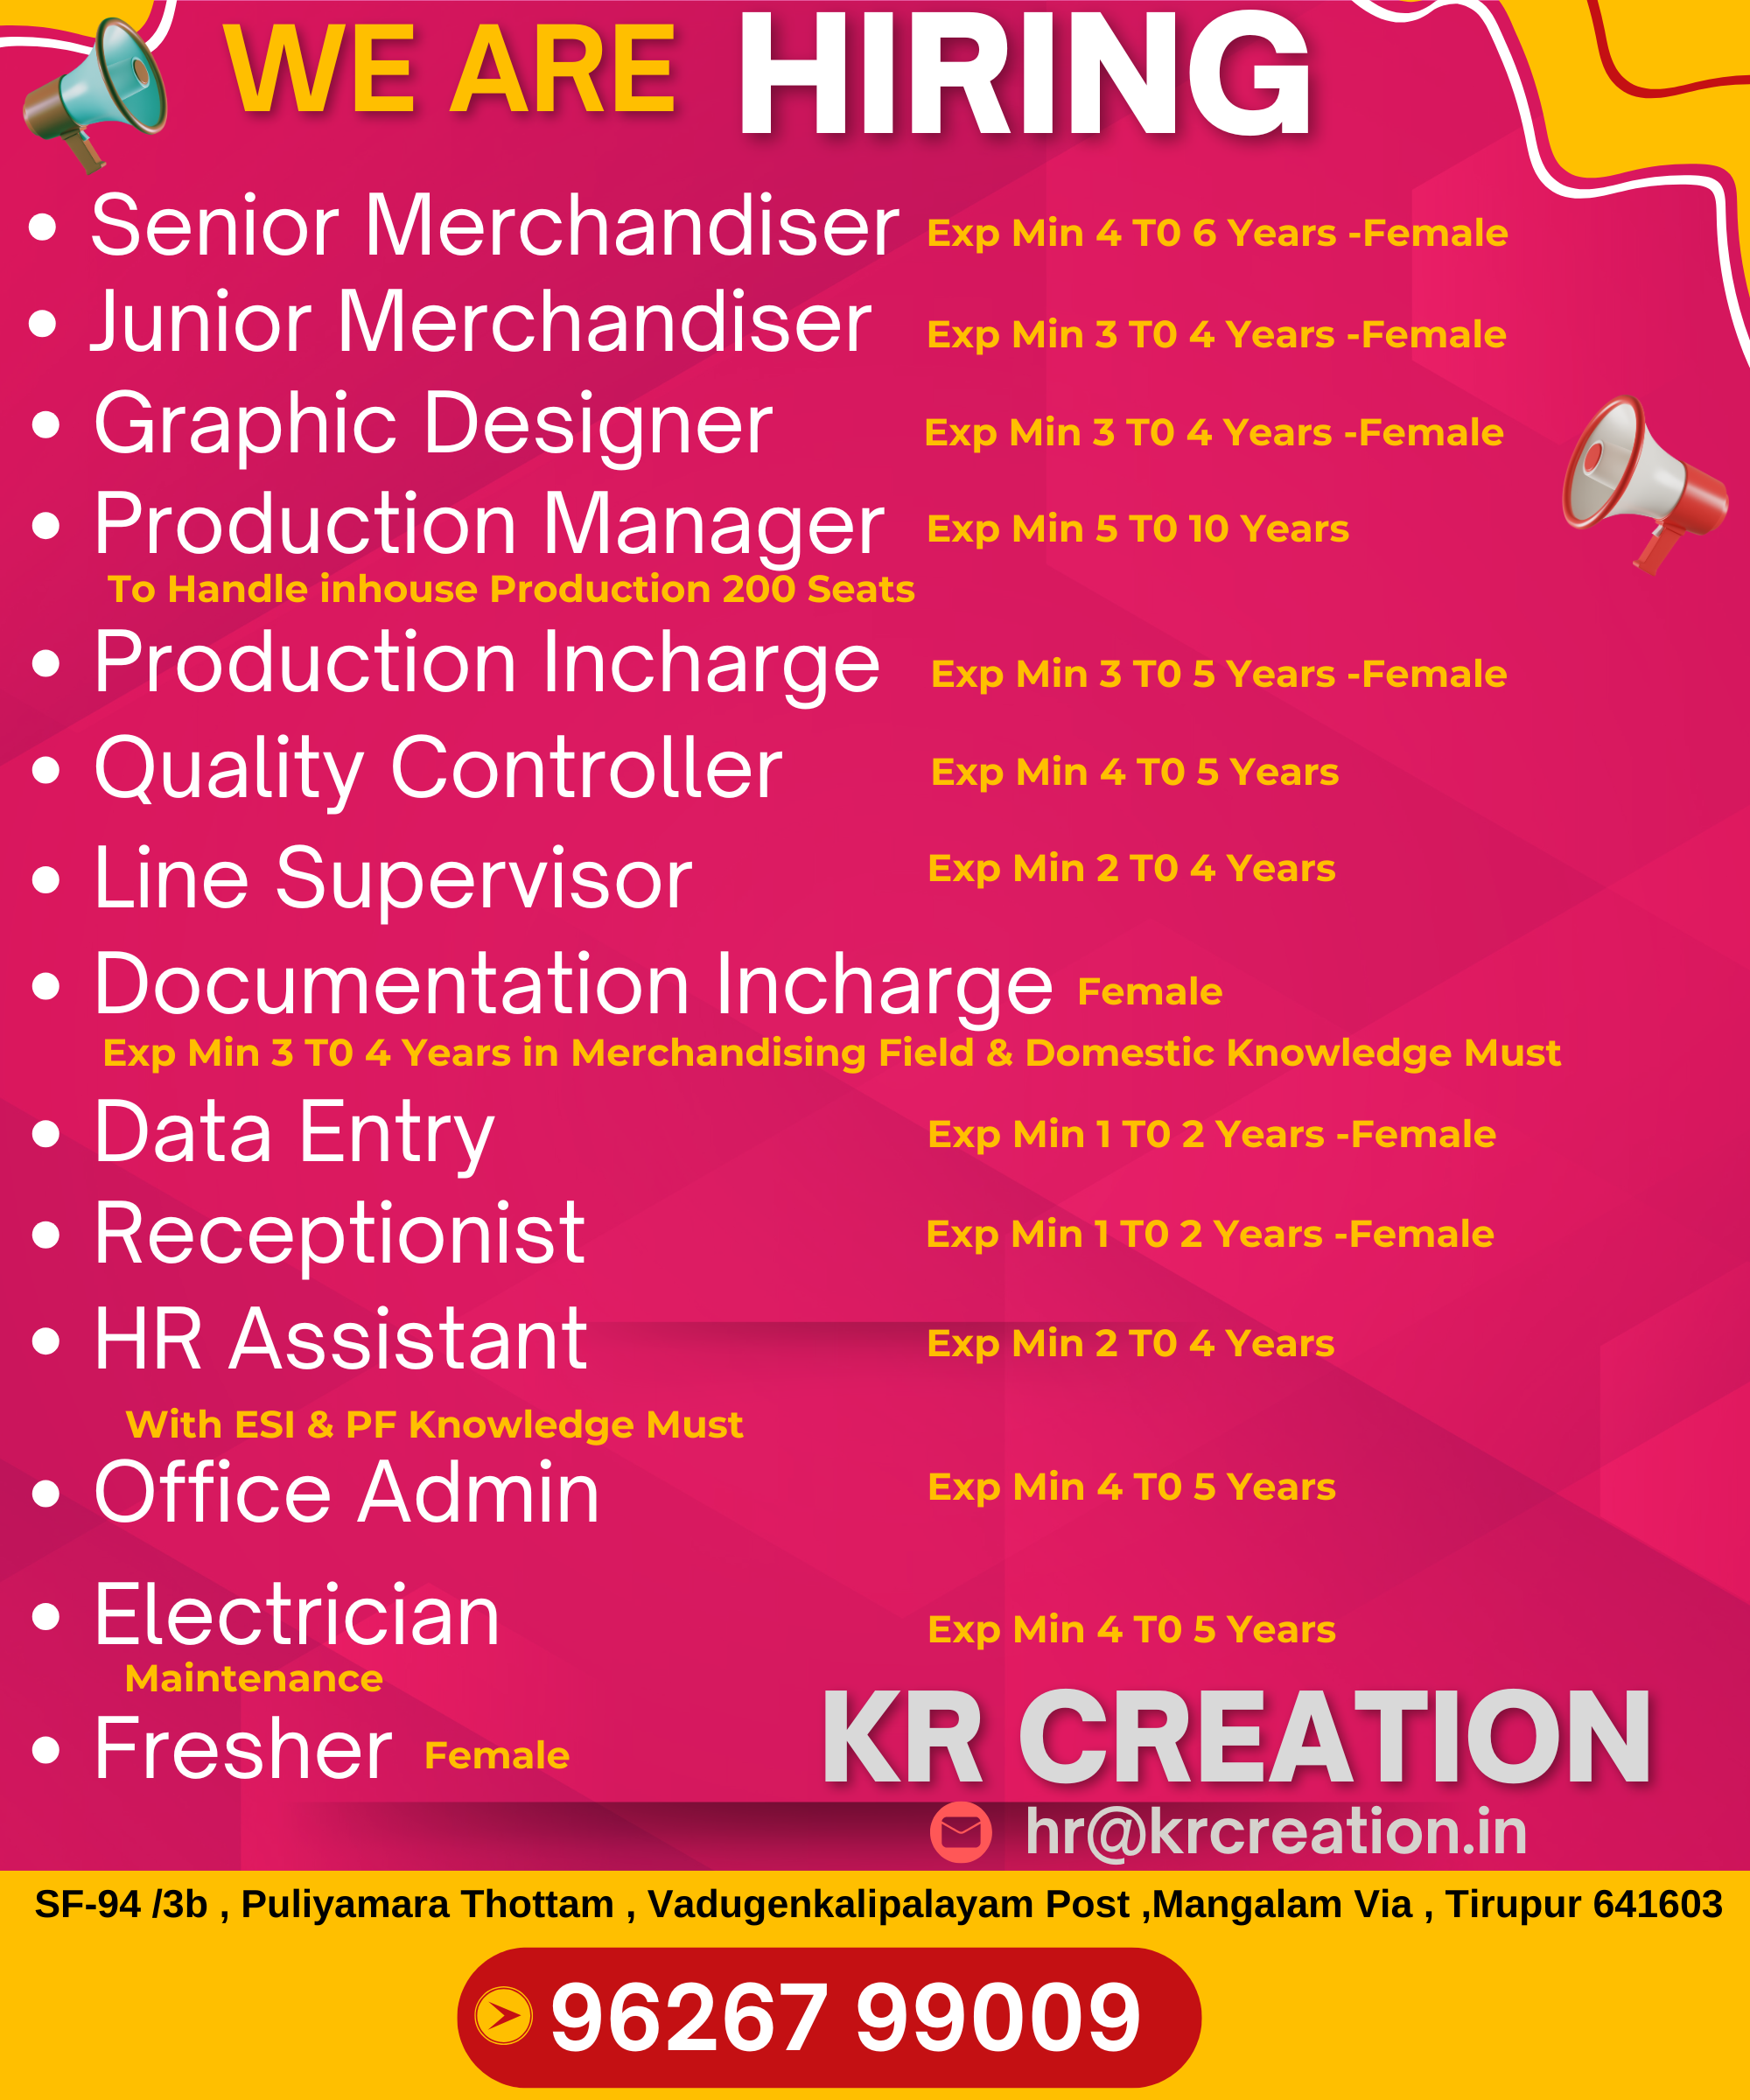 WE ARE HIRING
• Senior Merchandiser Exp Min 4 T0 6 Years -Female
• Junior Merchandiser Exp Min 3 T0 4 Years -Female
• Graphic Designer Exp Min 3 T0 4 Years -Female
• Production Manager Exp Min 5 T0 10 Years
To Handle inhouse Production 200 Seats
• Production Incharge Exp Min 3 T0 5 Years -Female
• Quality Controller Exp Min 4 T0 5 Years
• Line Supervisor Exp Min 2 T0 4 Years
• Documentation Incharge Female
Exp Min 3 T0 4 Years in Merchandising Field & Domestic Knowledge Must
• Data Entry Exp Min 1 T0 2 Years -Female
• Receptionist Exp Min 1 T0 2 Years -Female
• HR Assistant Exp Min 2 T0 4 Years
With ESI & PF Knowledge Must
• Office Admin Exp Min 4 T0 5 Years
• Electrician Exp Min 4 T0 5 Years
Maintenance
• Fresher Female
KR CREATION
hr@krcreation.in
SF-94 /3b , Puliyamara Thottam , Vadugenkalipalayam Post ,Mangalam Via , Tirupur 641603
96267 99009